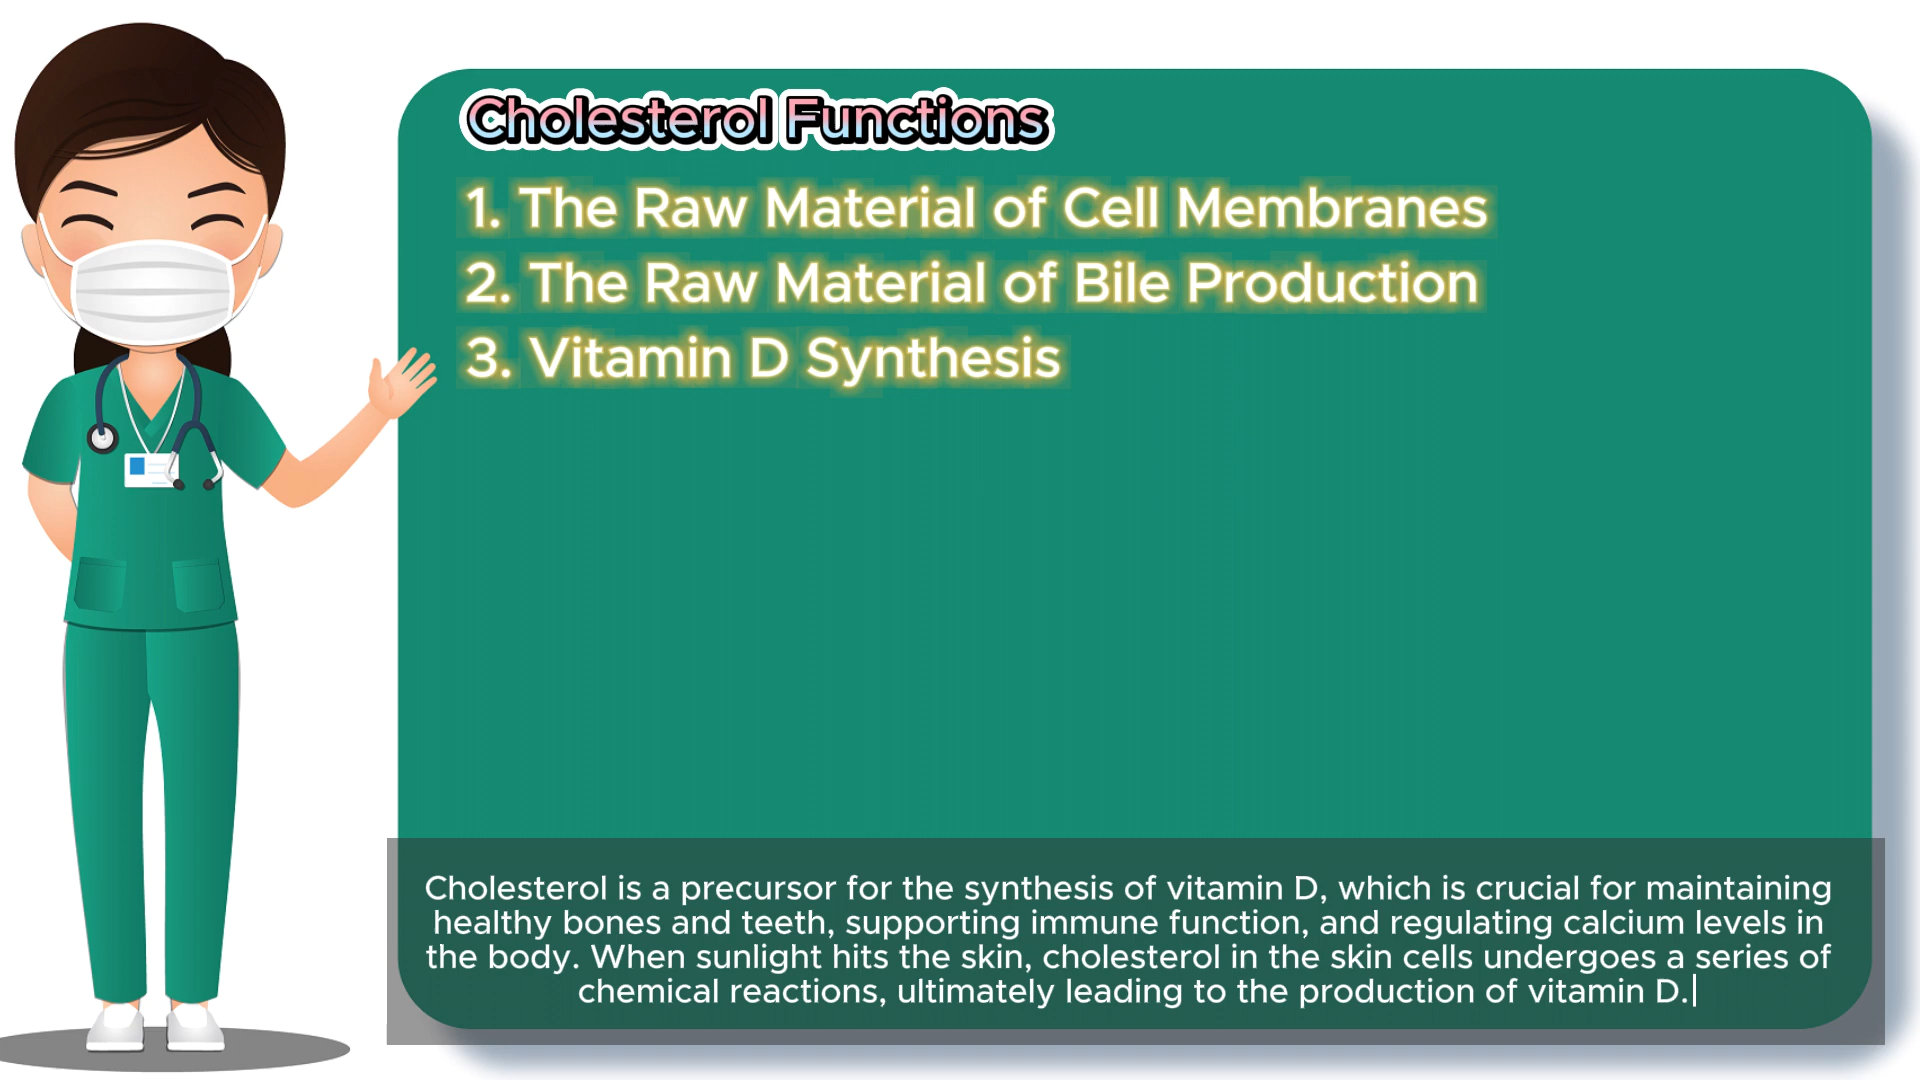 Cholesterol Functions
1. The Raw Material of Cell Membranes
2. The Raw Material of Bile Production
3. Vitamin D Synthesis
Cholesterol is a precursor for the synthesis of vitamin D, which is crucial for maintaining
healthy bones and teeth, supporting immune function, and regulating calcium levels in
the body. When sunlight hits the skin, cholesterol in the skin cells undergoes a series of
chemical reactions, ultimately leading to the production of vitamin D.